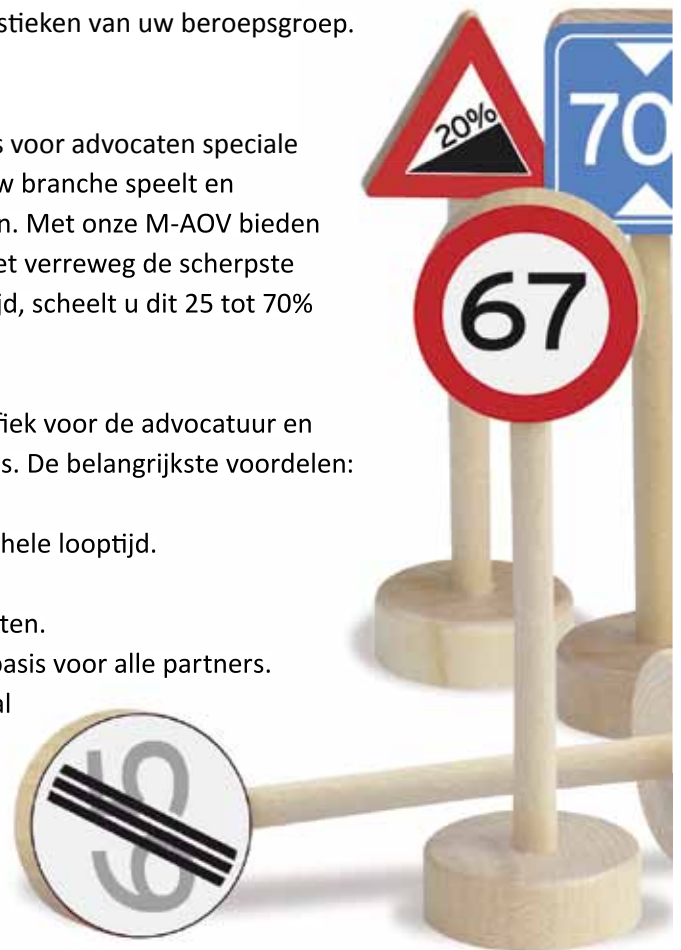 stieken van uw beroepsgroep.
s voor advocaten speciale
w branche speelt en
n. Met onze M-AOV bieden
et verreweg de scherpste
jd, scheelt u dit 25 tot 70%
fiek voor de advocatuur en
s. De belangrijkste voordelen:
hele looptijd.
ten.
basis voor alle partners.
al
20%
70
67
65